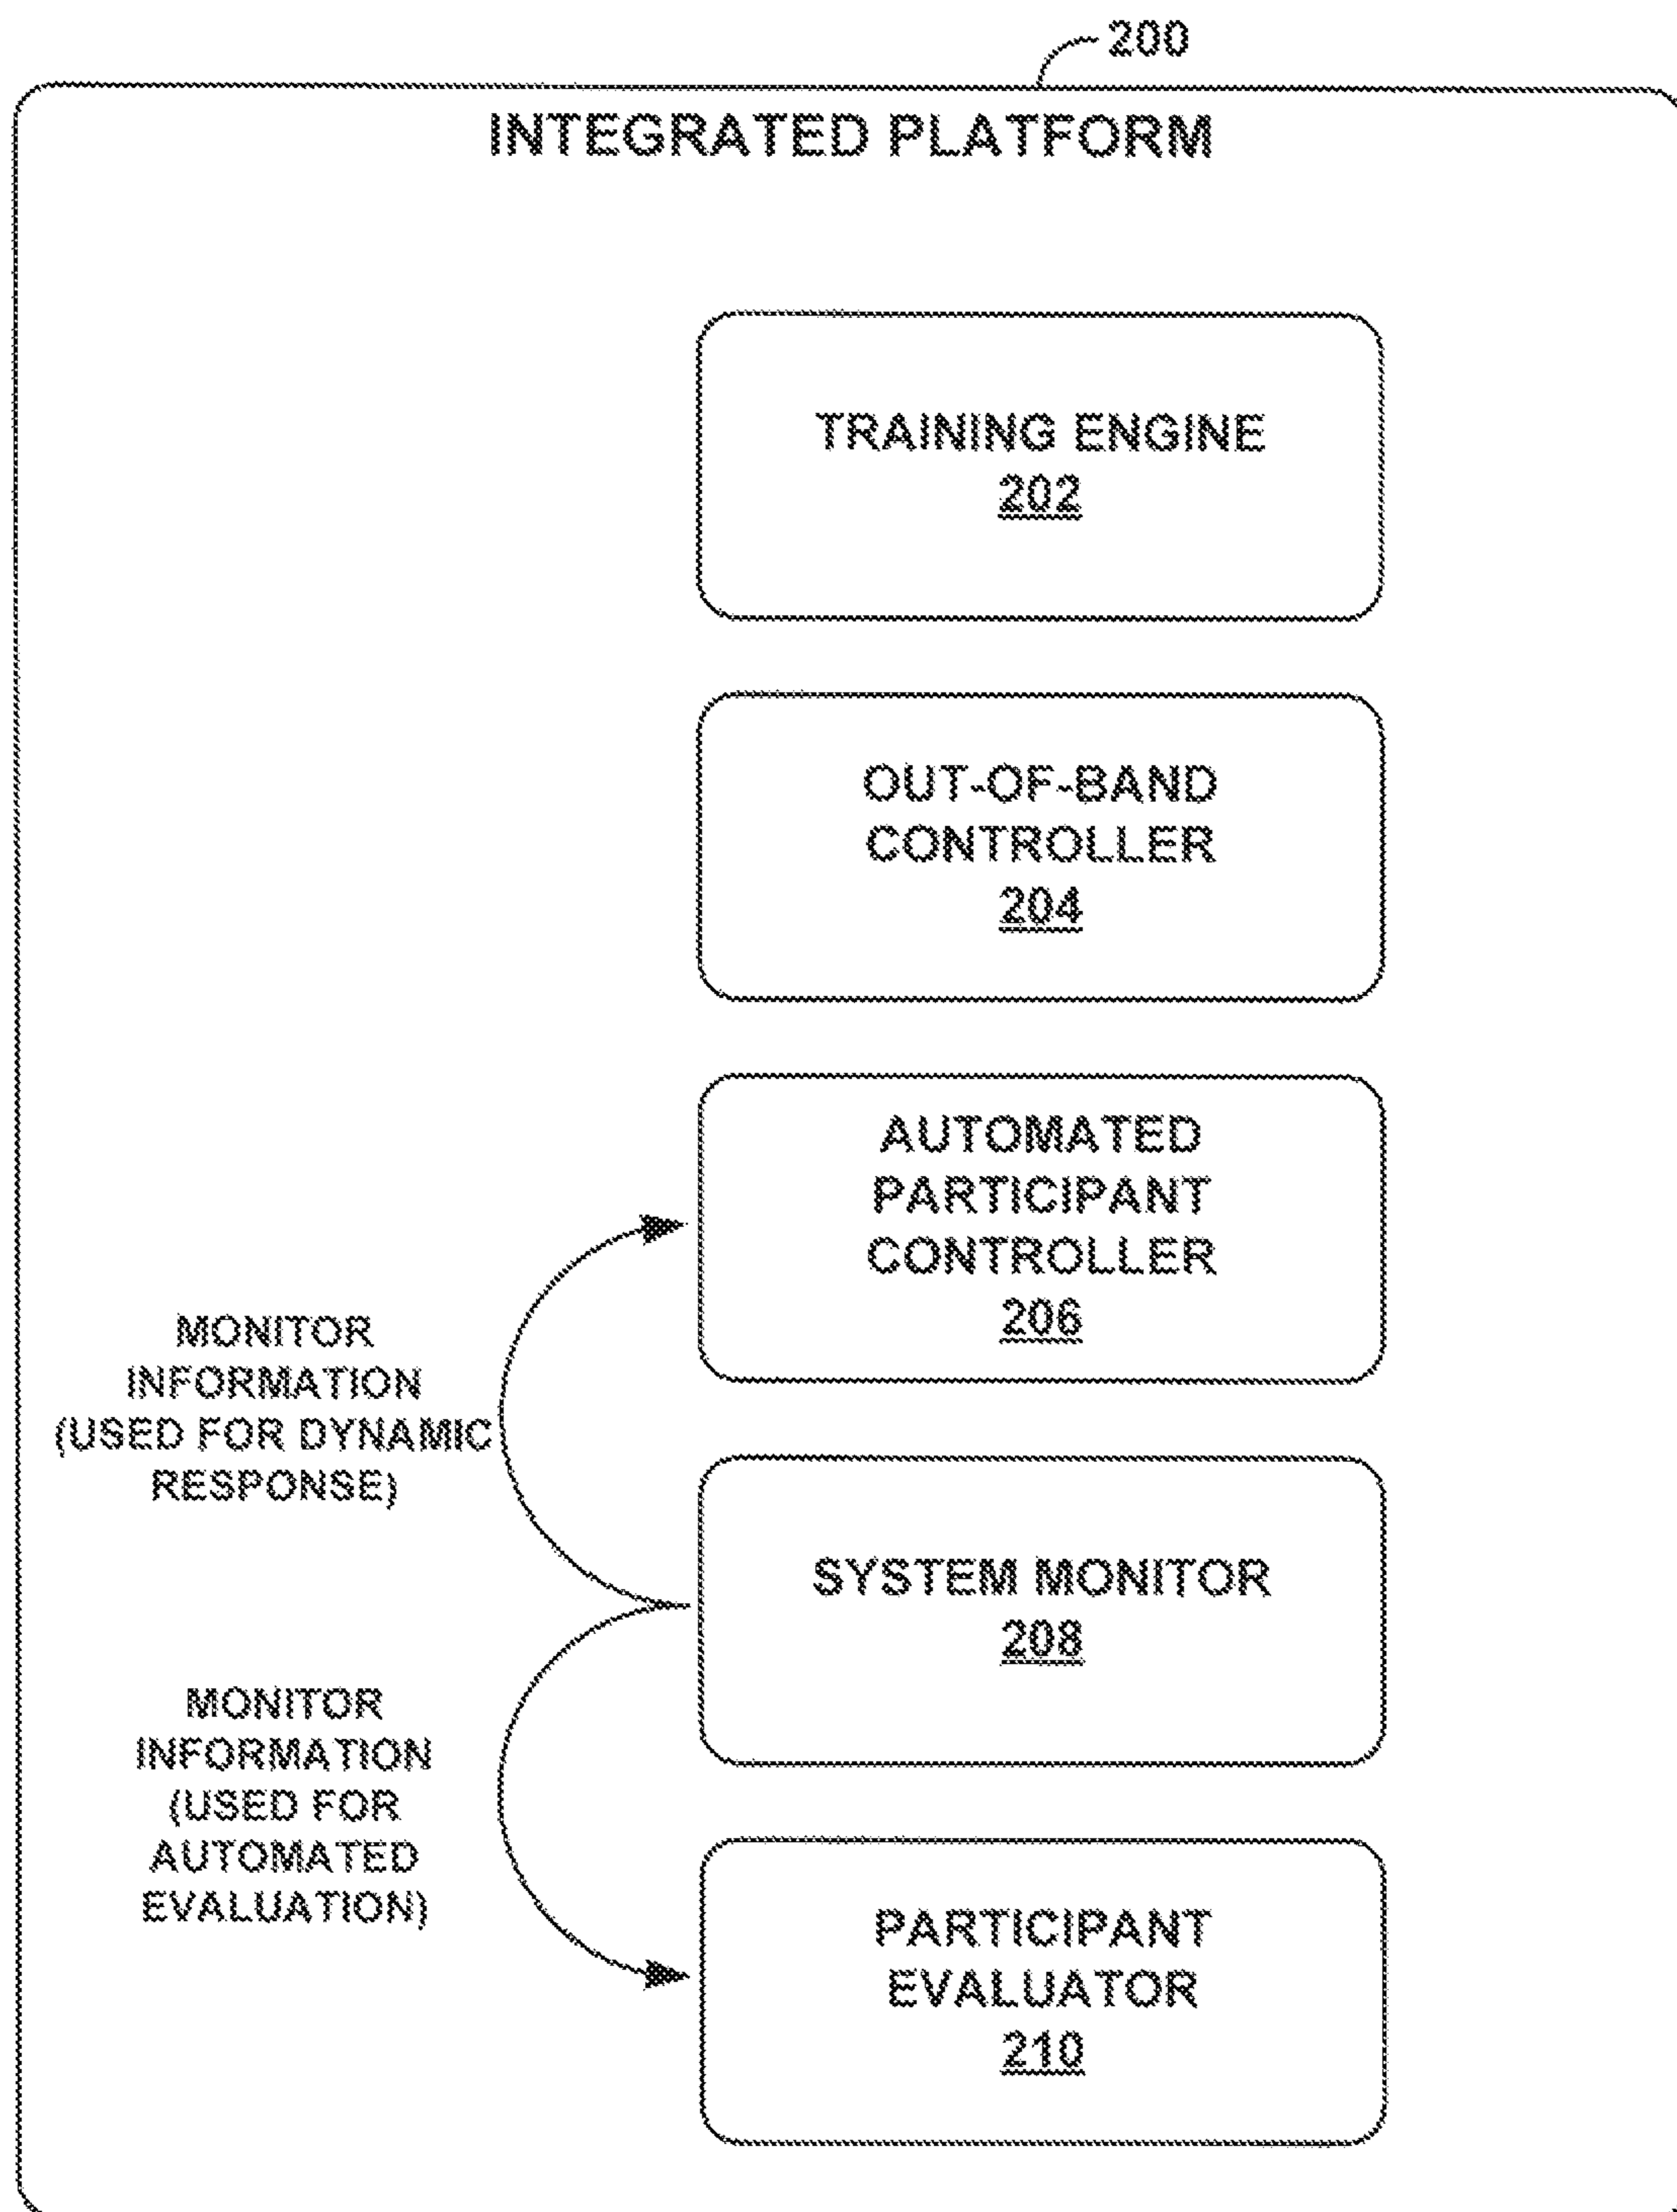 200
INTEGRATED PLATFORM
TRAINING ENGINE
202
OUT-OF-BAND
CONTROLLER
204
AUTOMATED
PARTICIPANT
CONTROLLER
206
MONITOR
INFORMATION
(USED FOR DYNAMIC
RESPONSE)
SYSTEM MONITOR
208
MONITOR
INFORMATION
(USED FOR
AUTOMATED
EVALUATION)
PARTICIPANT
EVALUATOR
210